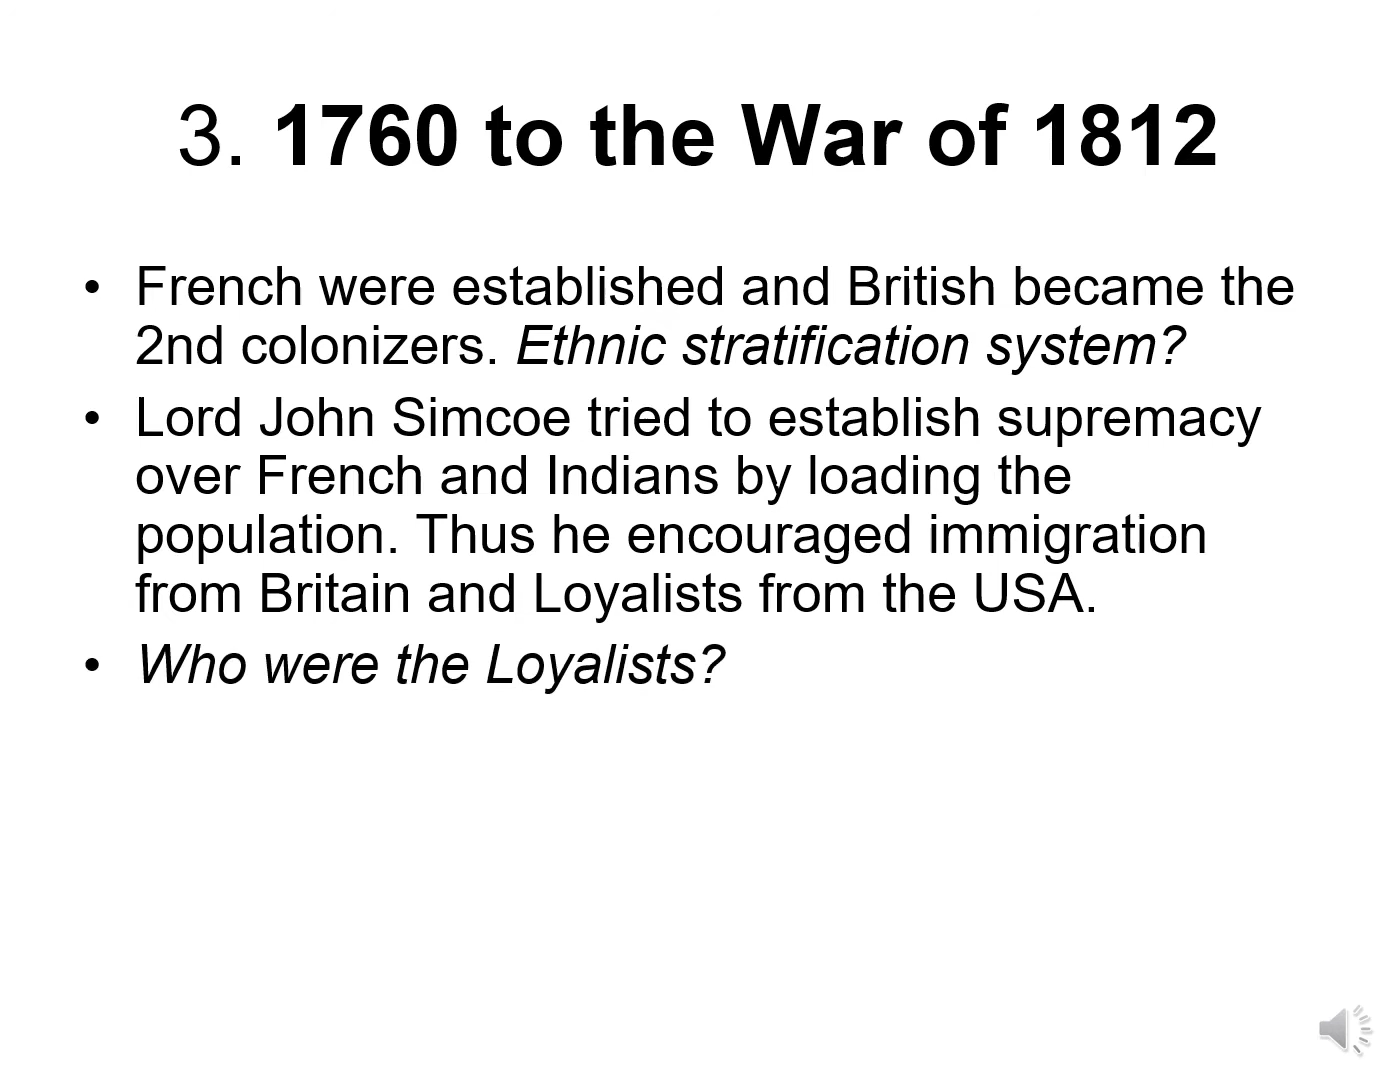 3. 1760 to the War of 1812
• French were established and British became the
2nd colonizers. Ethnic stratification system?
• Lord John Simcoe tried to establish supremacy
over French and Indians by loading the
population. Thus he encouraged immigration
from Britain and Loyalists from the USA.
• Who were the Loyalists?